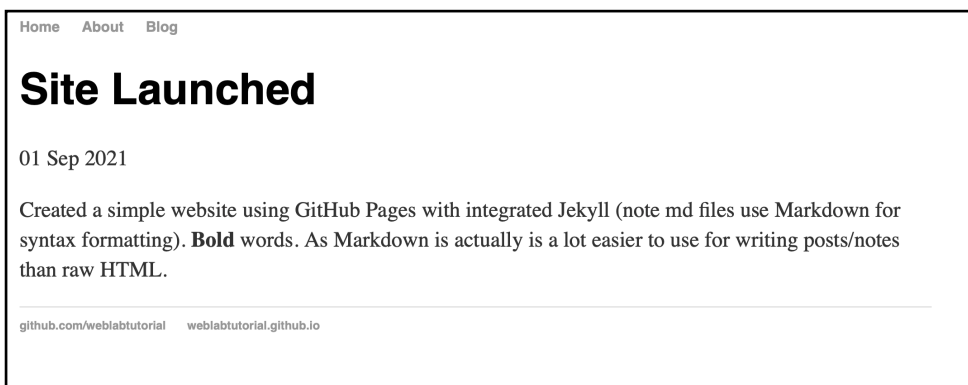 Home About Blog
Site Launched
01 Sep 2021
Created a simple website using GitHub Pages with integrated Jekyll (note md files use Markdown for
syntax formatting). Bold words. As Markdown is actually is a lot easier to use for writing posts/notes
than raw HTML.
github.com/weblabtutorial weblabtutorial.github.io